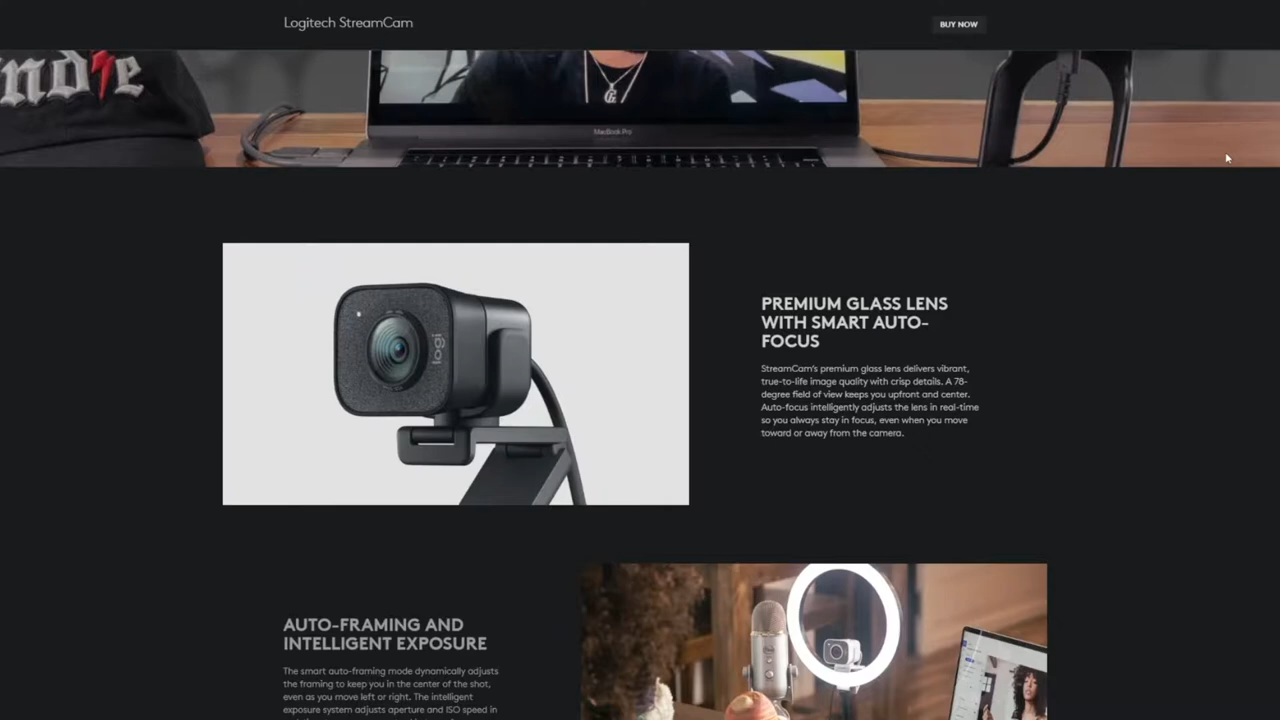 Logitech StreamCam
BUY NOW
MacBook Pro
logi
PREMIUM GLASS LENS
WITH SMART AUTO-
FOCUS
StreamCam's premium glass lens delivers vibrant,
true-to-life image quality with crisp details. A 78-
degree field of view keeps you upfront and center.
Auto-focus intelligently adjusts the lens in real-time
so you always stay in focus, even when you move
toward or away from the camera.
AUTO-FRAMING AND
INTELLIGENT EXPOSURE
The smart auto-framing mode dynamically adjusts
the framing to keep you in the center of the shot,
even as you move left or right. The intelligent
exposure system adjusts aperture and ISO speed in